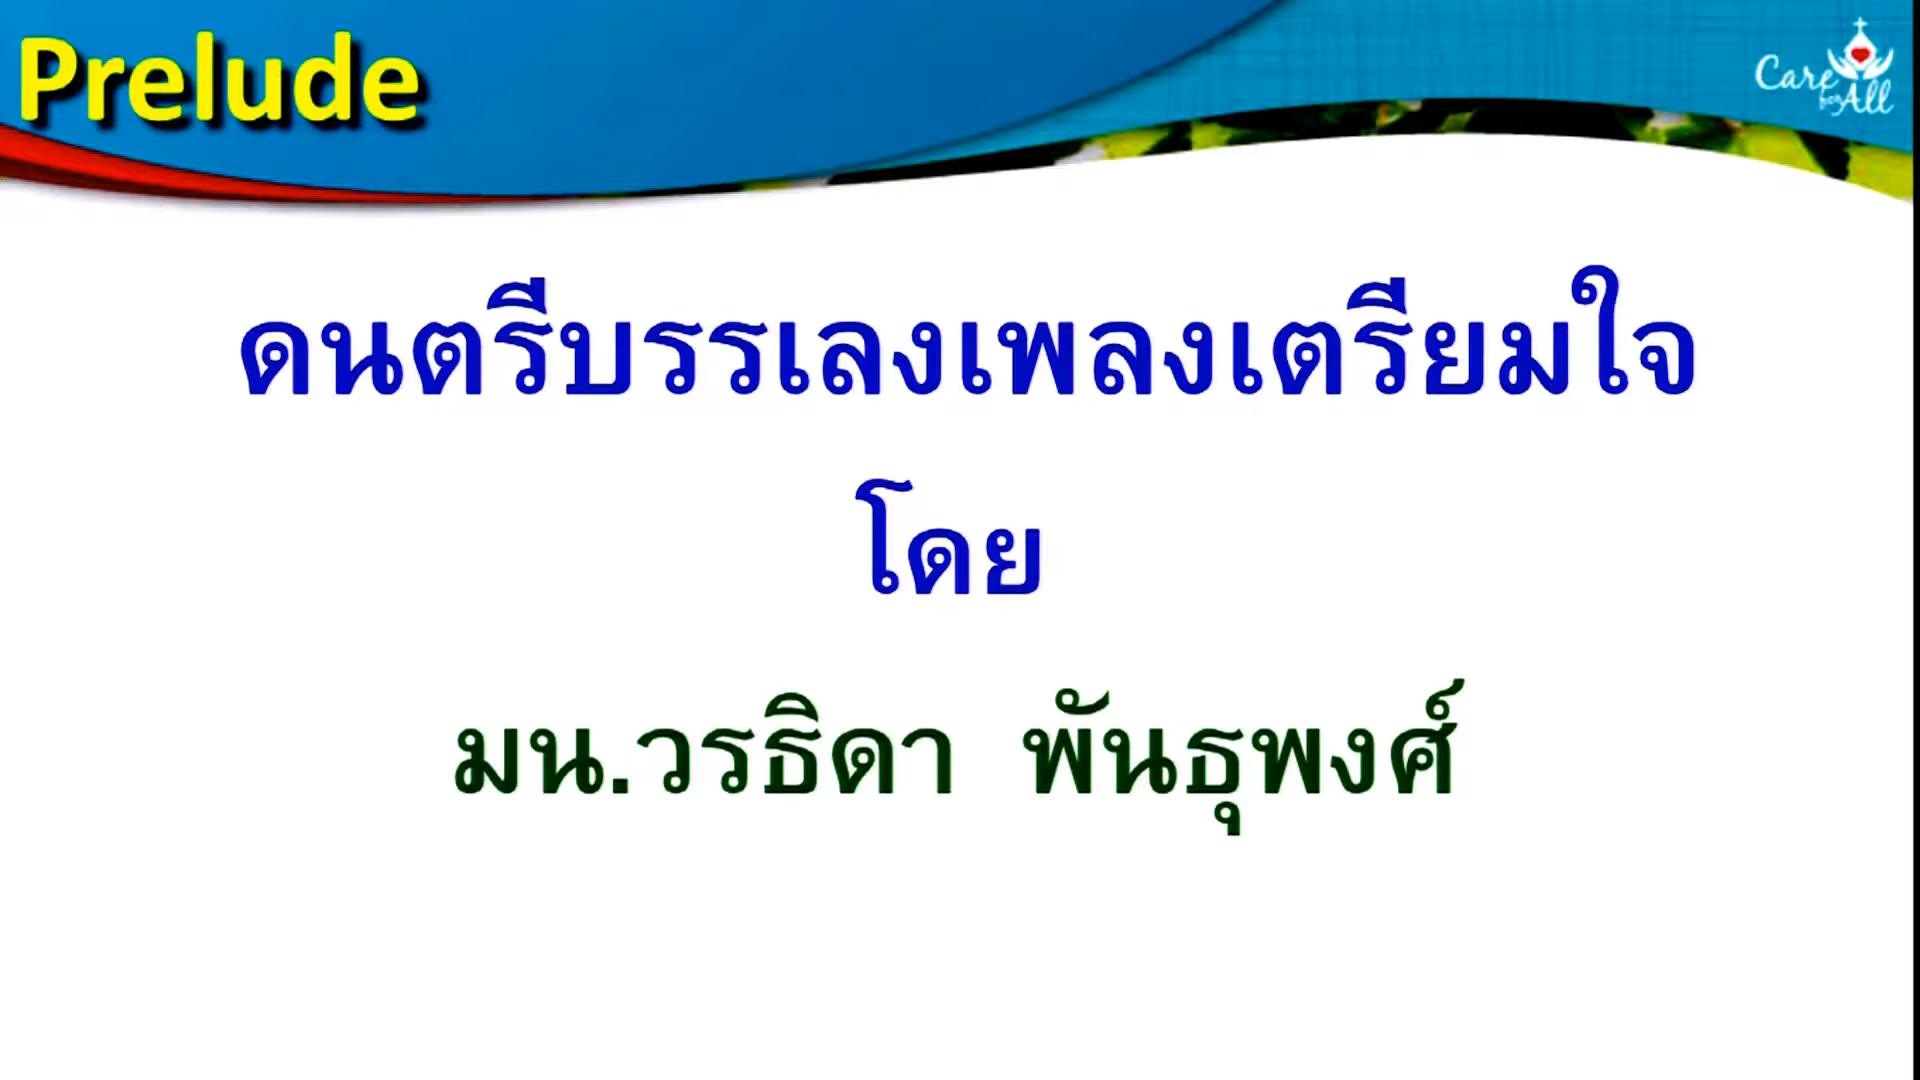 Prelude
Care for All
ดนตรีบรรเลงเพลงเตรียมใจ
โดย
มน.วรธิดา พันธุพงศ์